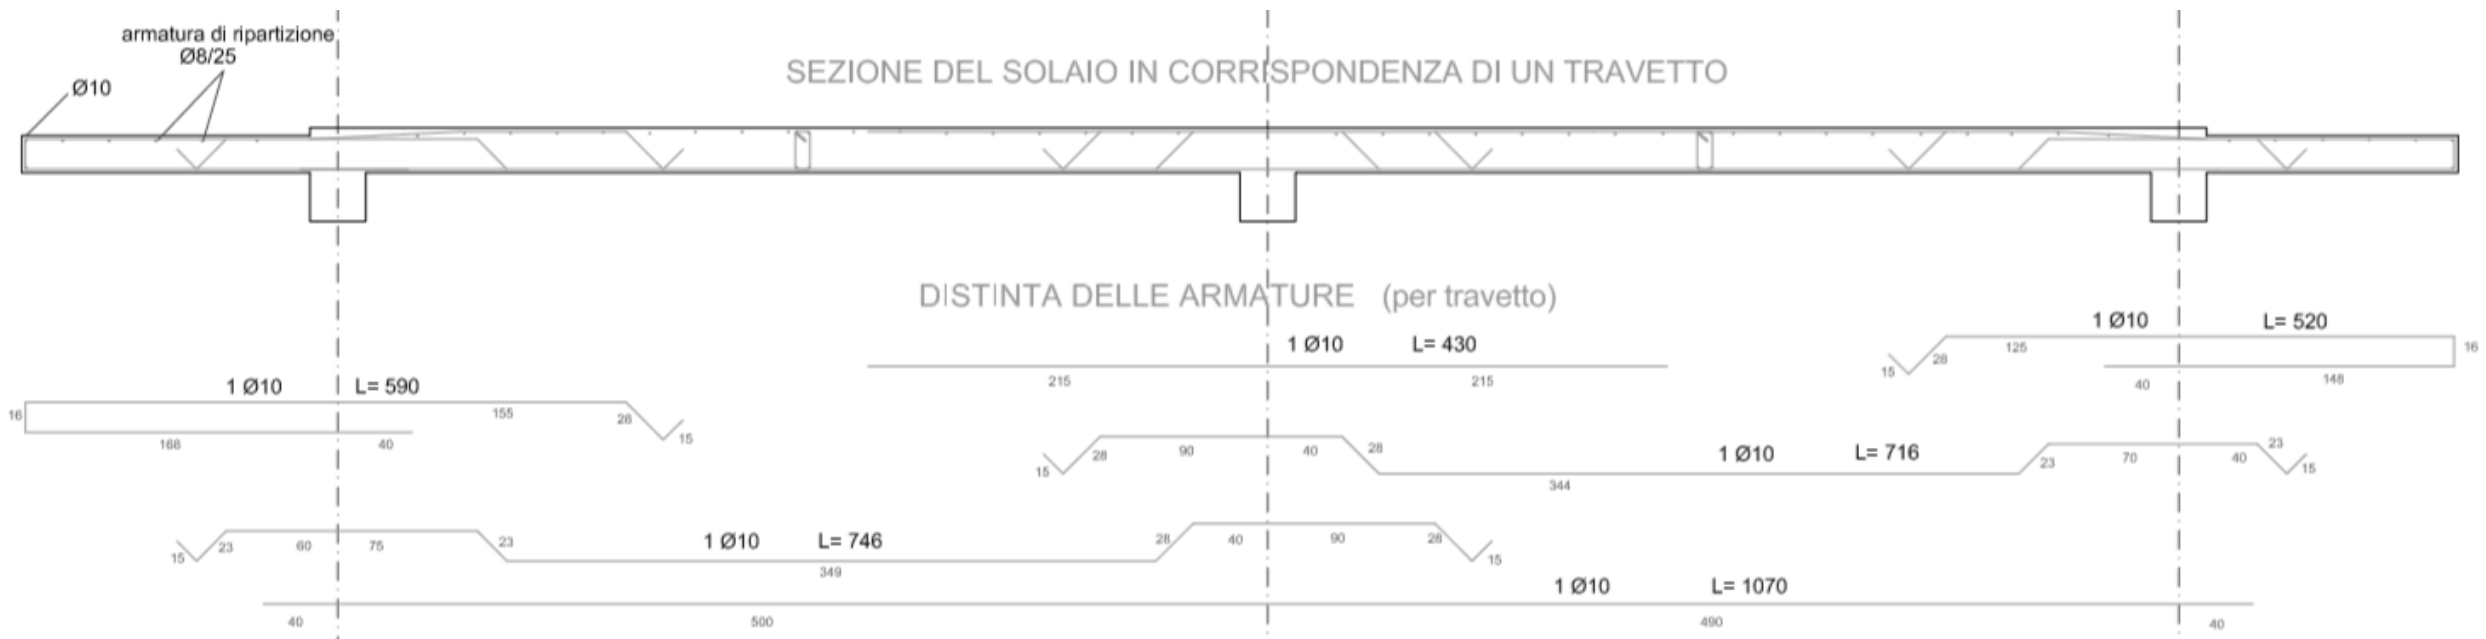 armatura di ripartizione
Ø8/25
Ø10
SEZIONE DEL SOLAIO IN CORRISPONDENZA DI UN TRAVETTO
DISTINTA DELLE ARMATURE (per travetto)
1 Ø10 L= 520
28 125 16
15
40 148
1 Ø10 L= 430
215 215
1 Ø10 L= 590
16 155 28
15
168 40
90 40 28
15 28
1 Ø10 L= 716
344
23 70 40 23
15
15 23 60 75 23
1 Ø10 L= 746
349
28 40 90 28
15
1 Ø10 L= 1070
40 500 490 40